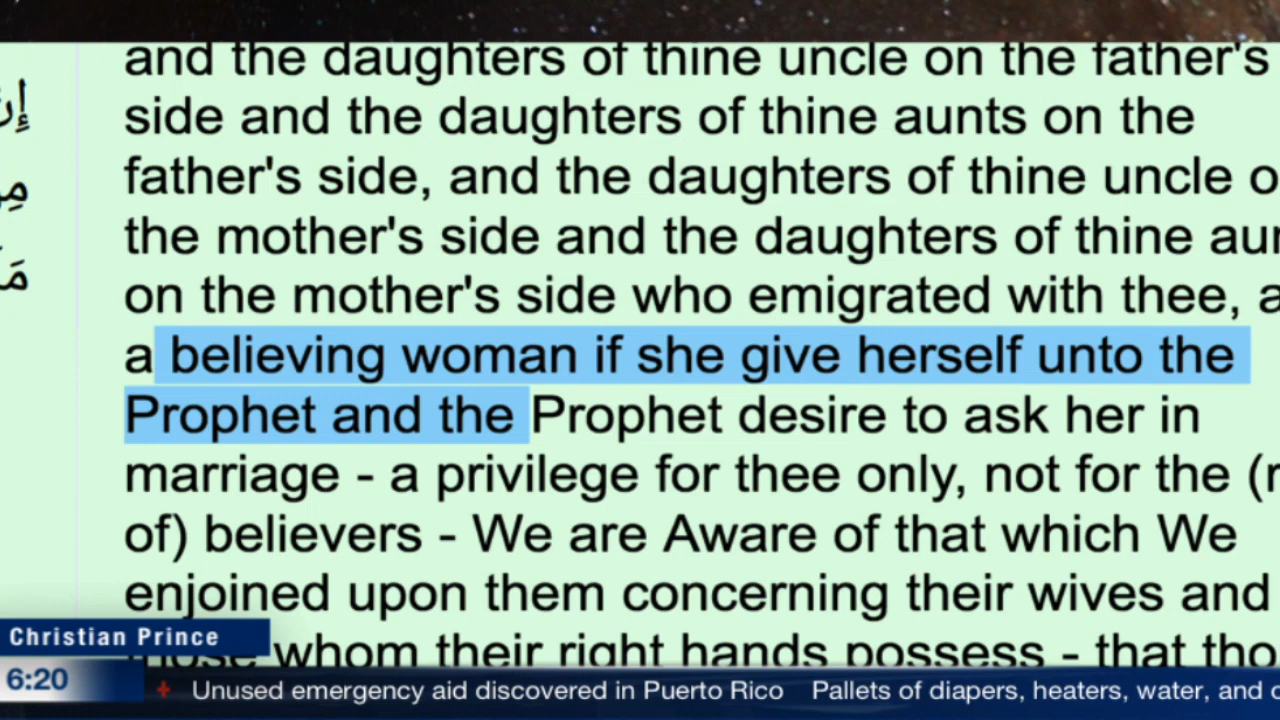 and the daughters of thine uncle on the father's
side and the daughters of thine aunts on the
father's side, and the daughters of thine uncle
the mother's side and the daughters of thine
on the mother's side who emigrated with thee,
a believing woman if she give herself unto the
Prophet and the Prophet desire to ask her in
marriage - a privilege for thee only, not for the
of) believers - We are Aware of that which We
enjoined upon them concerning their wives and
those whom their right hands possess - that
Christian Prince
6:20
Unused emergency aid discovered in Puerto Rico Pallets of diapers, heaters, water, and